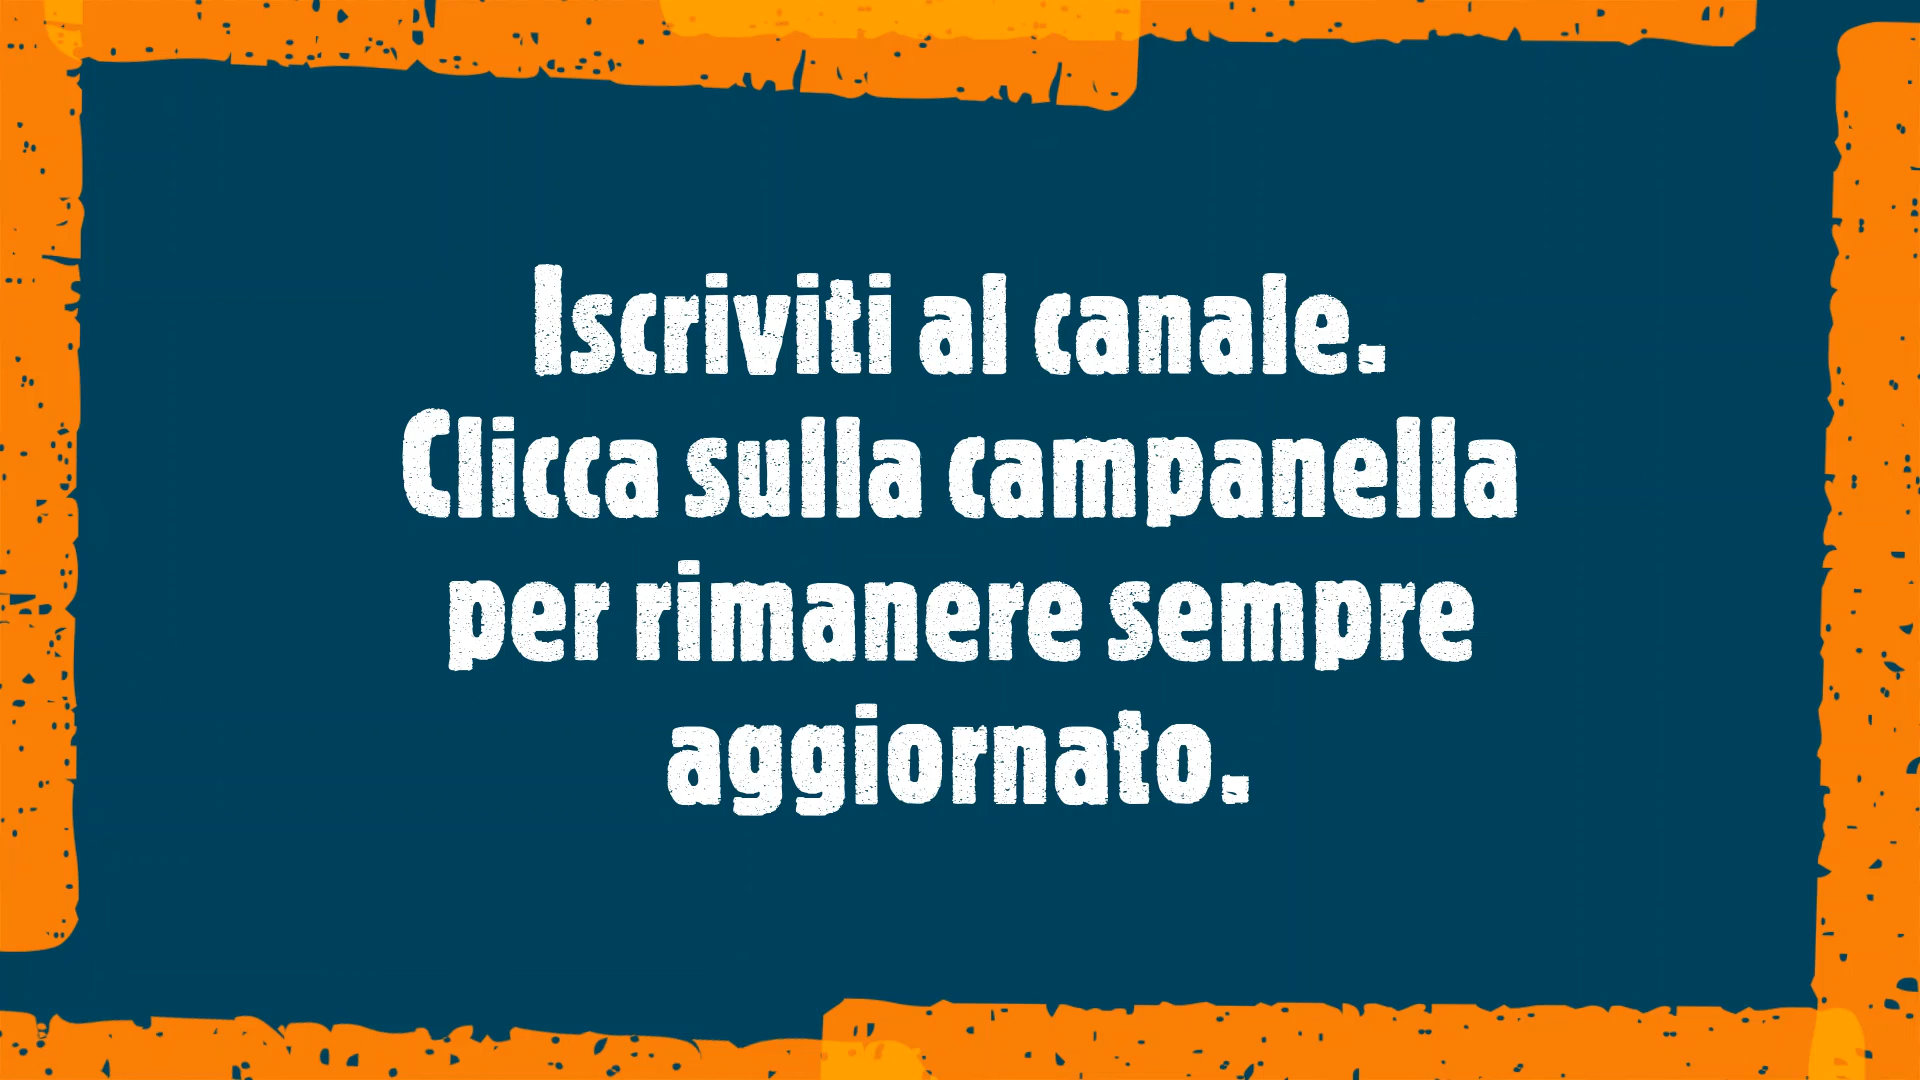 Iscriviti al canale.
Clicca sulla campanella
per rimanere sempre
aggiornato.